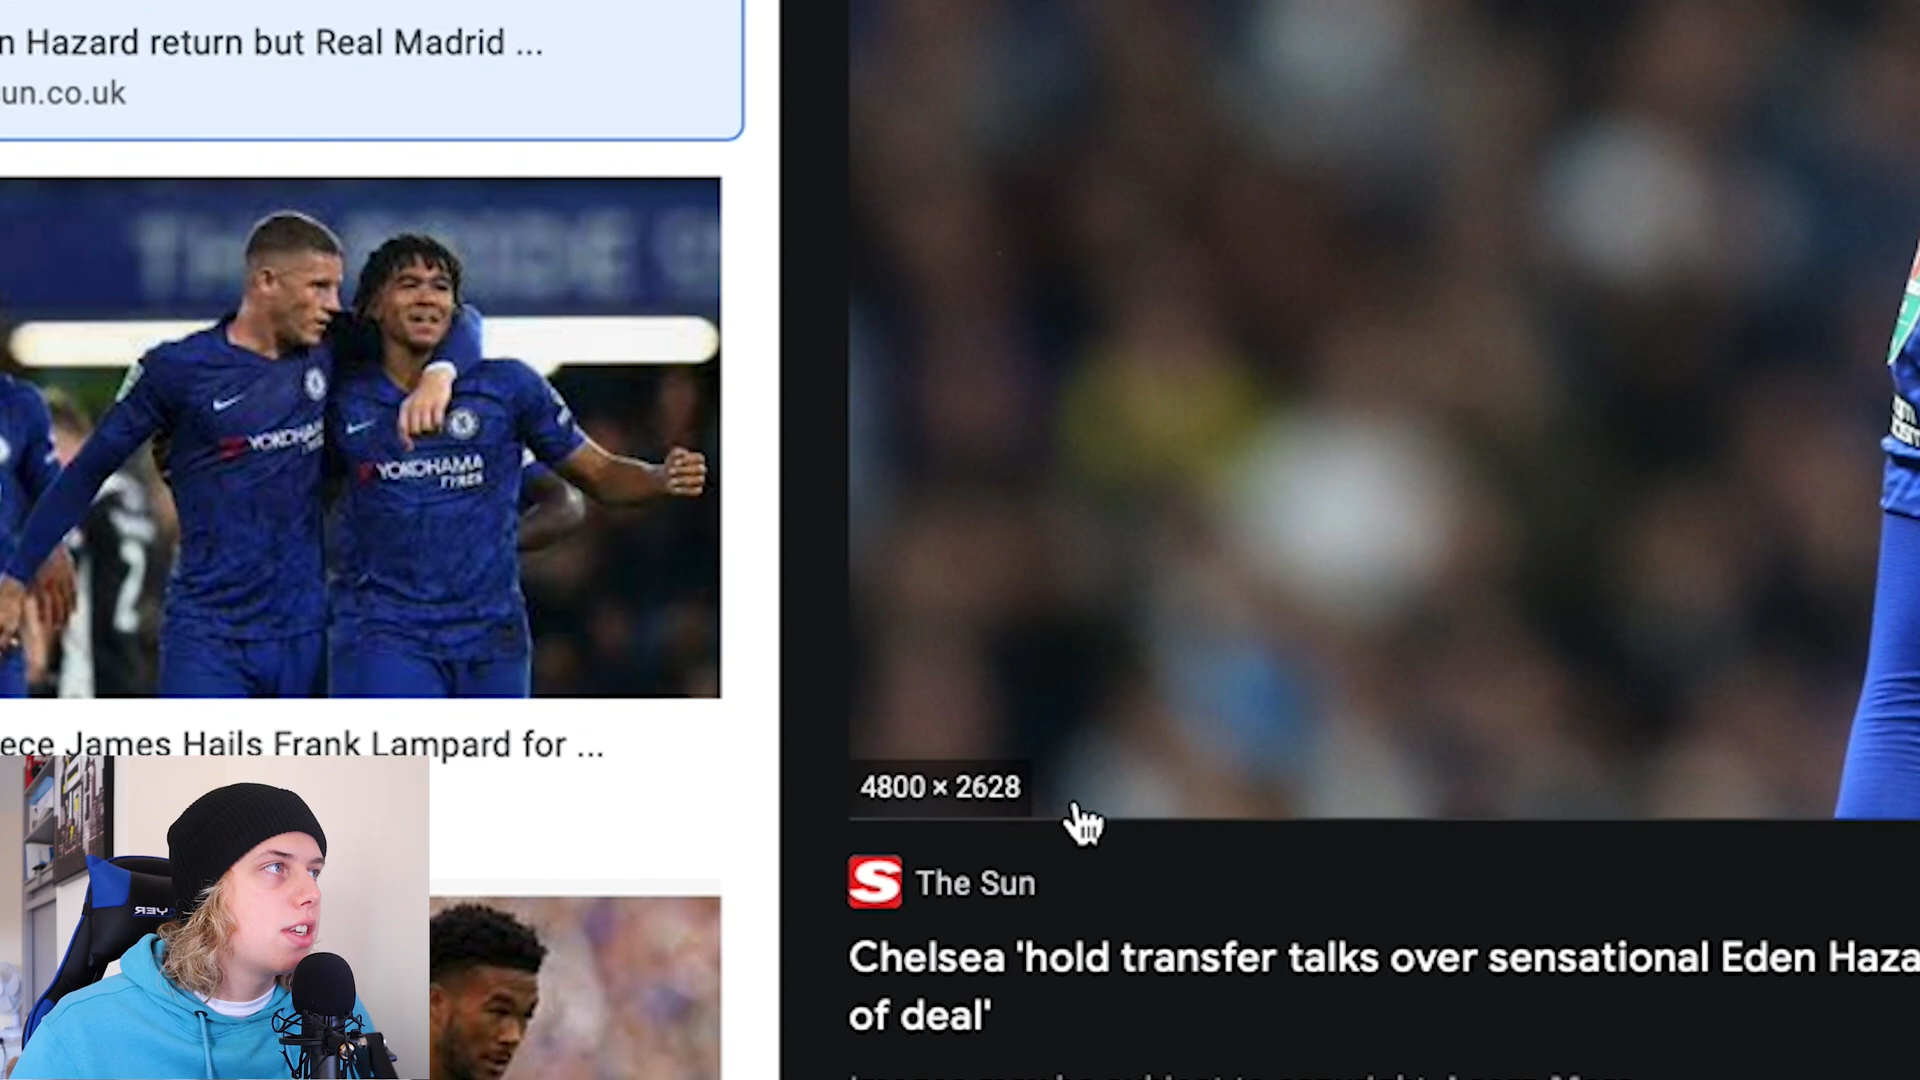 n Hazard return but Real Madrid ...
un.co.uk
YOKOHAMA
YOKOHAMA
TYRES
2
ece James Hails Frank Lampard for ...
4800 × 2628
The Sun
Chelsea 'hold transfer talks over sensational Eden Haza
of deal'